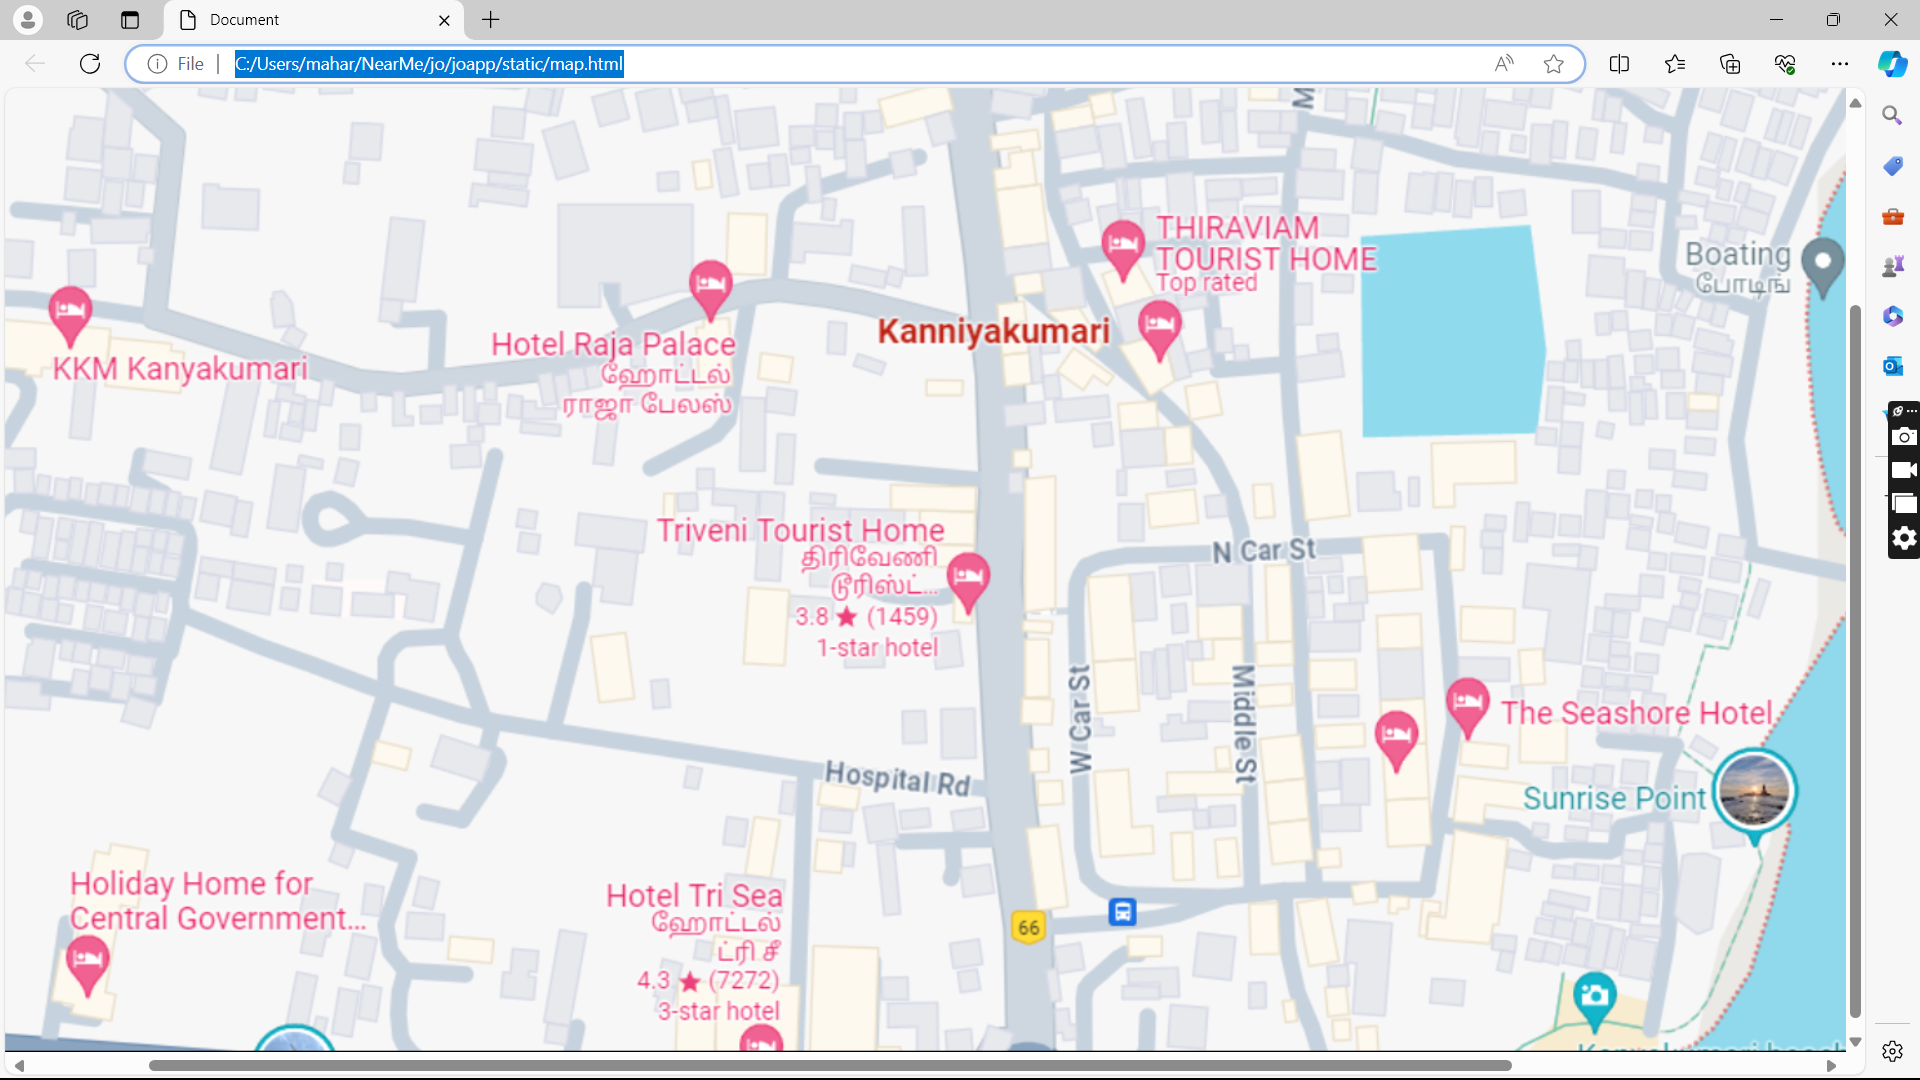 Document
File
C:/Users/mahar/NearMe/jo/joapp/static/map.html
THIRAVIAM
TOURIST HOME
Top rated
Boating
போடிங்
Kanniyakumari
Hotel Raja Palace
ஹோட்டல்
ராஜா பேலஸ்
KKM Kanyakumari
Triveni Tourist Home
திரிவேணி
டூரிஸ்ட்...
3.8 ★ (1459)
1-star hotel
N Car St
W Car St
Middle St
The Seashore Hotel
Hospital Rd
Sunrise Point
Holiday Home for
Central Government...
Hotel Tri Sea
ஹோட்டல்
ட்ரி சீ
4.3 ★ (7272)
3-star hotel
66